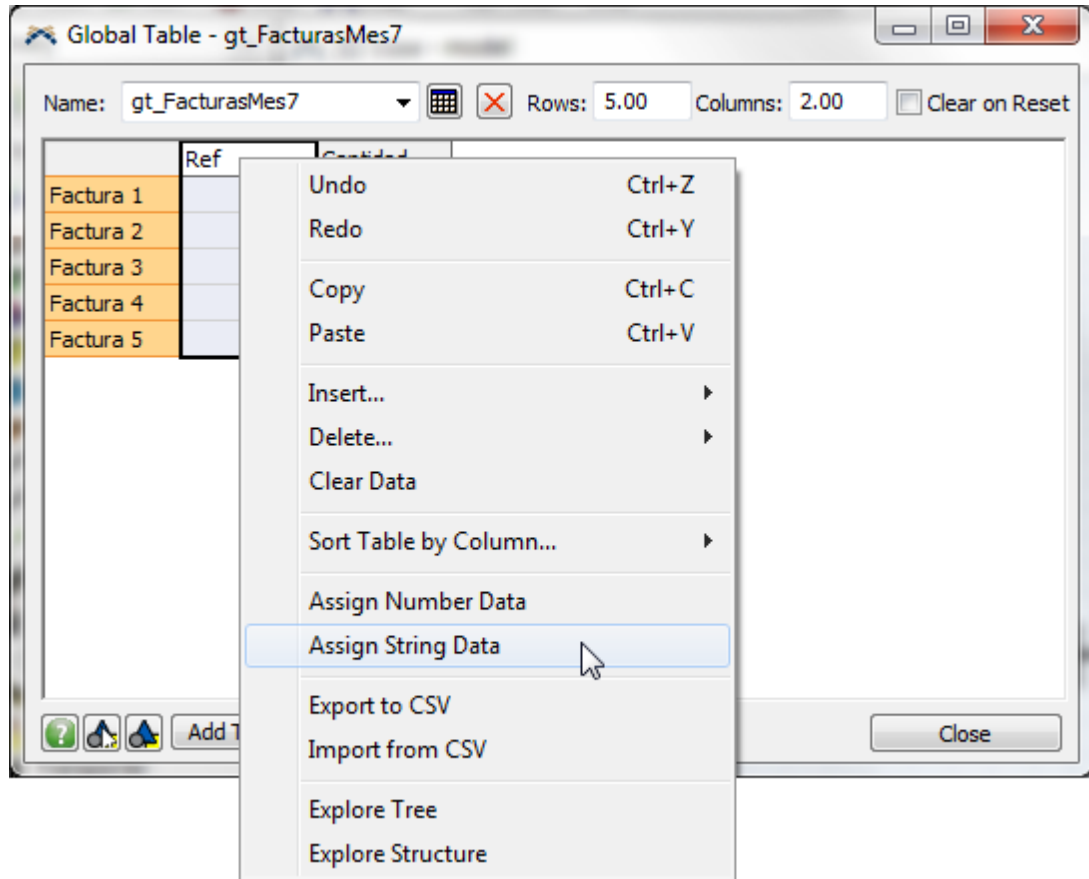 Global Table - gt_FacturasMes7
Name: gt_FacturasMes7 Rows: 5.00 Columns: 2.00 Clear on Reset
Ref Cantidad
Factura 1
Factura 2
Factura 3
Factura 4
Factura 5
Undo Ctrl+Z
Redo Ctrl+Y
Copy Ctrl+C
Paste Ctrl+V
Insert...
Delete...
Clear Data
Sort Table by Column...
Assign Number Data
Assign String Data
Export to CSV
Import from CSV
Explore Tree
Explore Structure
? Add Close